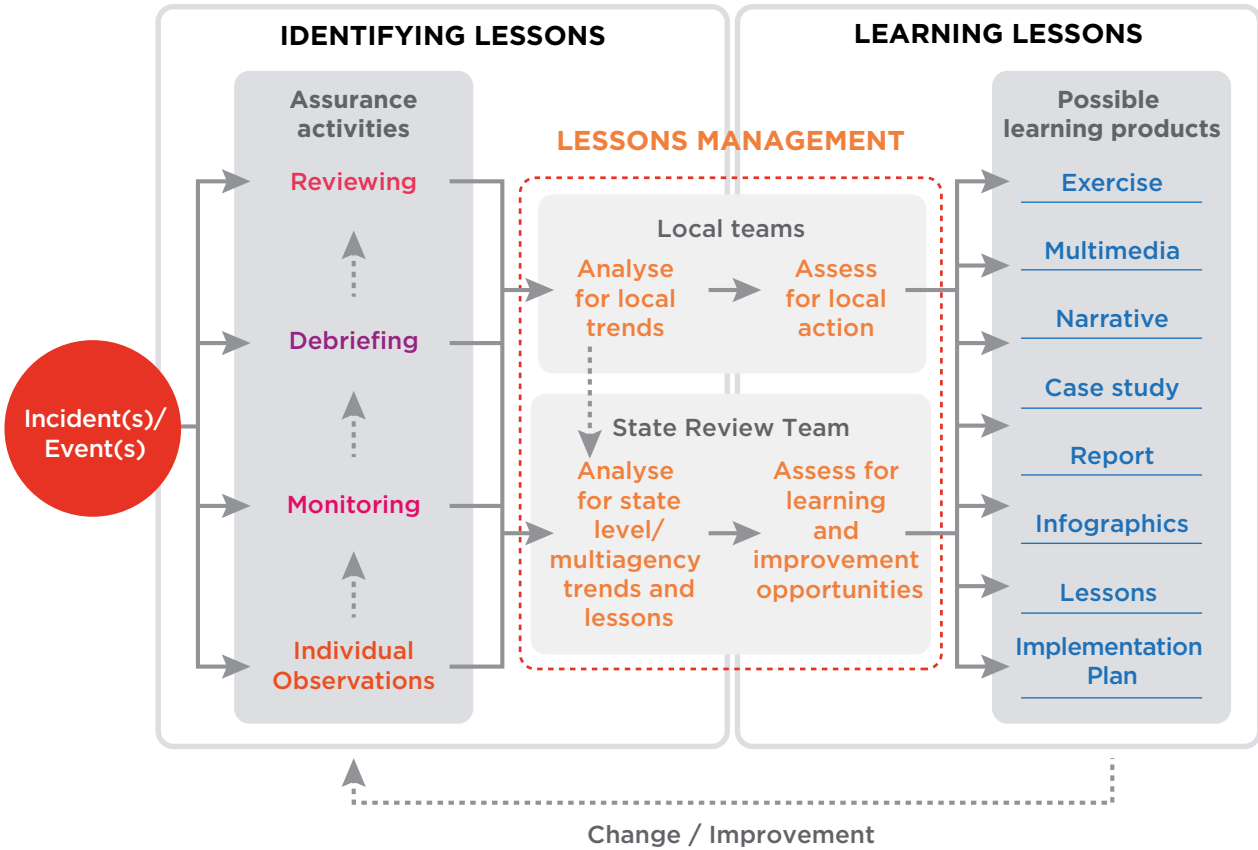 IDENTIFYING LESSONS
LEARNING LESSONS
Assurance
activities
Reviewing
Debriefing
Monitoring
Individual
Observations
Incident(s)/
Event(s)
LESSONS MANAGEMENT
Local teams
Analyse
for local
trends
Assess
for local
action
State Review Team
Analyse
for state
level/
multiagency
trends and
lessons
Assess for
learning
and
improvement
opportunities
Possible
learning products
Exercise
Multimedia
Narrative
Case study
Report
Infographics
Lessons
Implementation
Plan
Change / Improvement